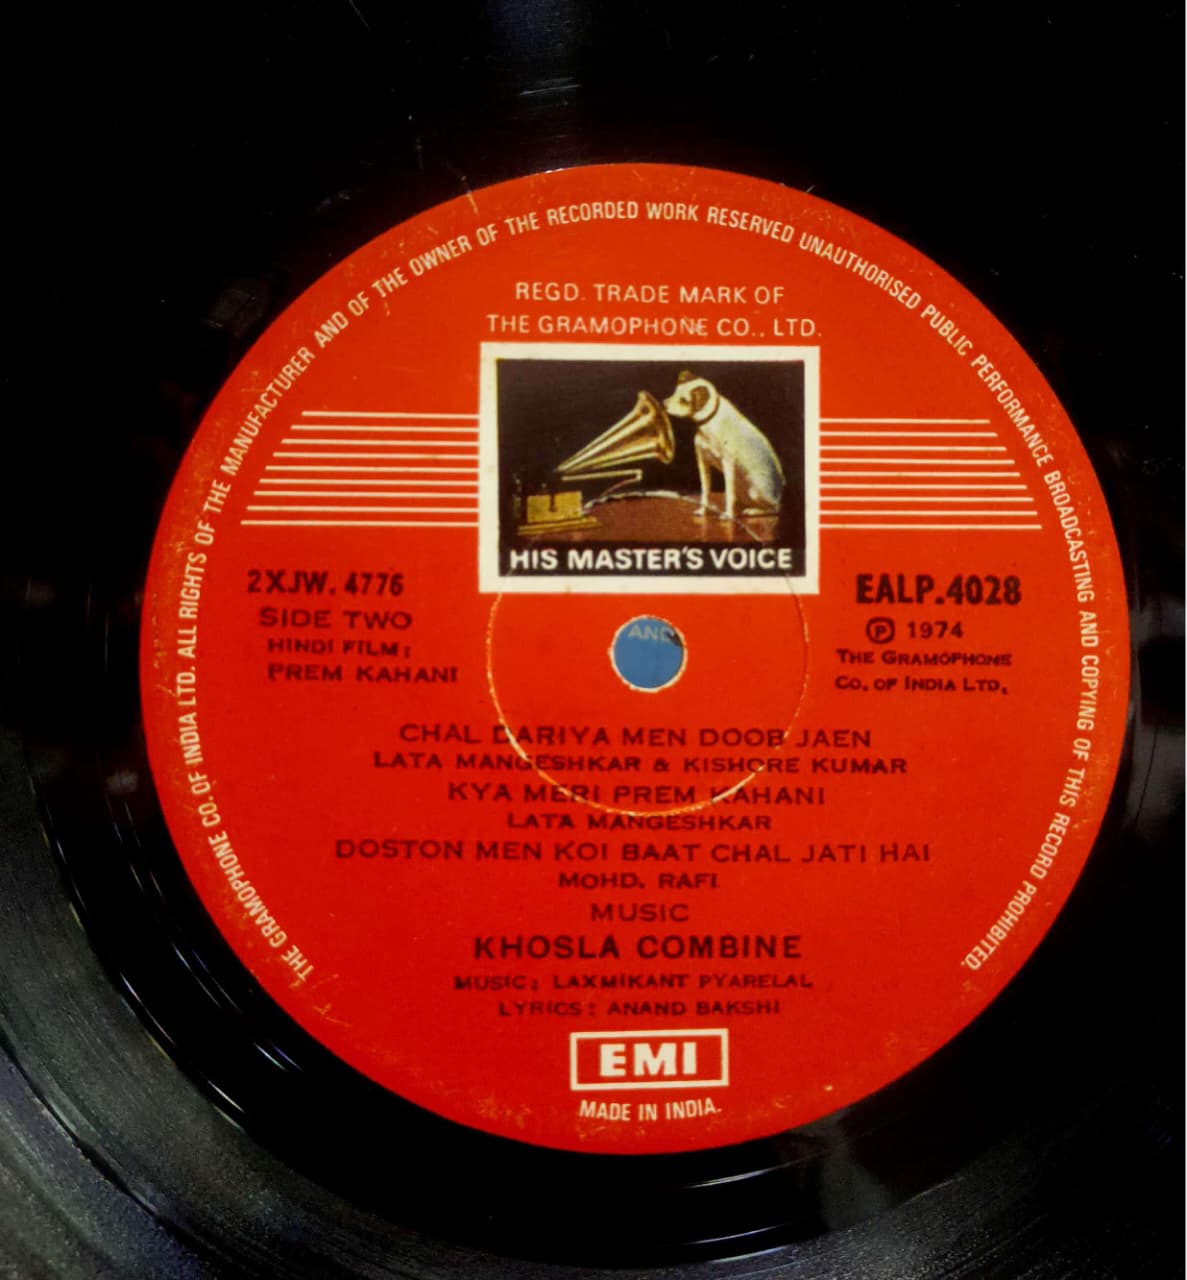 THE GRAMOPHONE CO. OF INDIA LTD. ALL RIGHTS OF THE MANUFACTURER AND OF THE OWNER OF THE RECORDED WORK RESERVED UNAUTHORISED PUBLIC PERFORMANCE BROADCASTING AND COPYING OF THIS RECORD PROHIBITED.
REGD. TRADE MARK OF
THE GRAMOPHONE CO., LTD.
HIS MASTER'S VOICE
2XJW. 4776
SIDE TWO
HINDI FILM:
PREM KAHANI
EALP.4028
Ⓟ 1974
THE GRAMOPHONE
CO. OF INDIA LTD.
AND
CHAL DARIYA MEN DOOB JAEN
LATA MANGESHKAR & KISHORE KUMAR
KYA MERI PREM KAHANI
LATA MANGESHKAR
DOSTON MEN KOI BAAT CHAL JATI HAI
MOHD. RAFI
MUSIC
KHOSLA COMBINE
MUSIC: LAXMIKANT PYARELAL
LYRICS: ANAND BAKSHI
EMI
MADE IN INDIA.